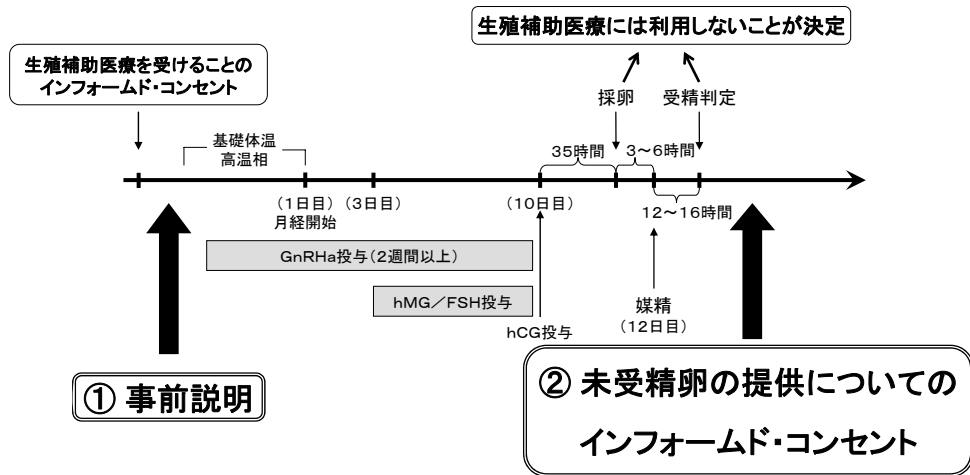 生殖補助医療には利用しないことが決定
生殖補助医療を受けることの
インフォームド・コンセント
採卵
受精判定
基礎体温
高温相
35時間
3~6時間
(1日目)
月経開始
(3日目)
(10日目)
12~16時間
GnRHa投与(2週間以上)
hMG/FSH投与
hCG投与
媒精
(12日目)
① 事前説明
② 未受精卵の提供についての
インフォームド・コンセント